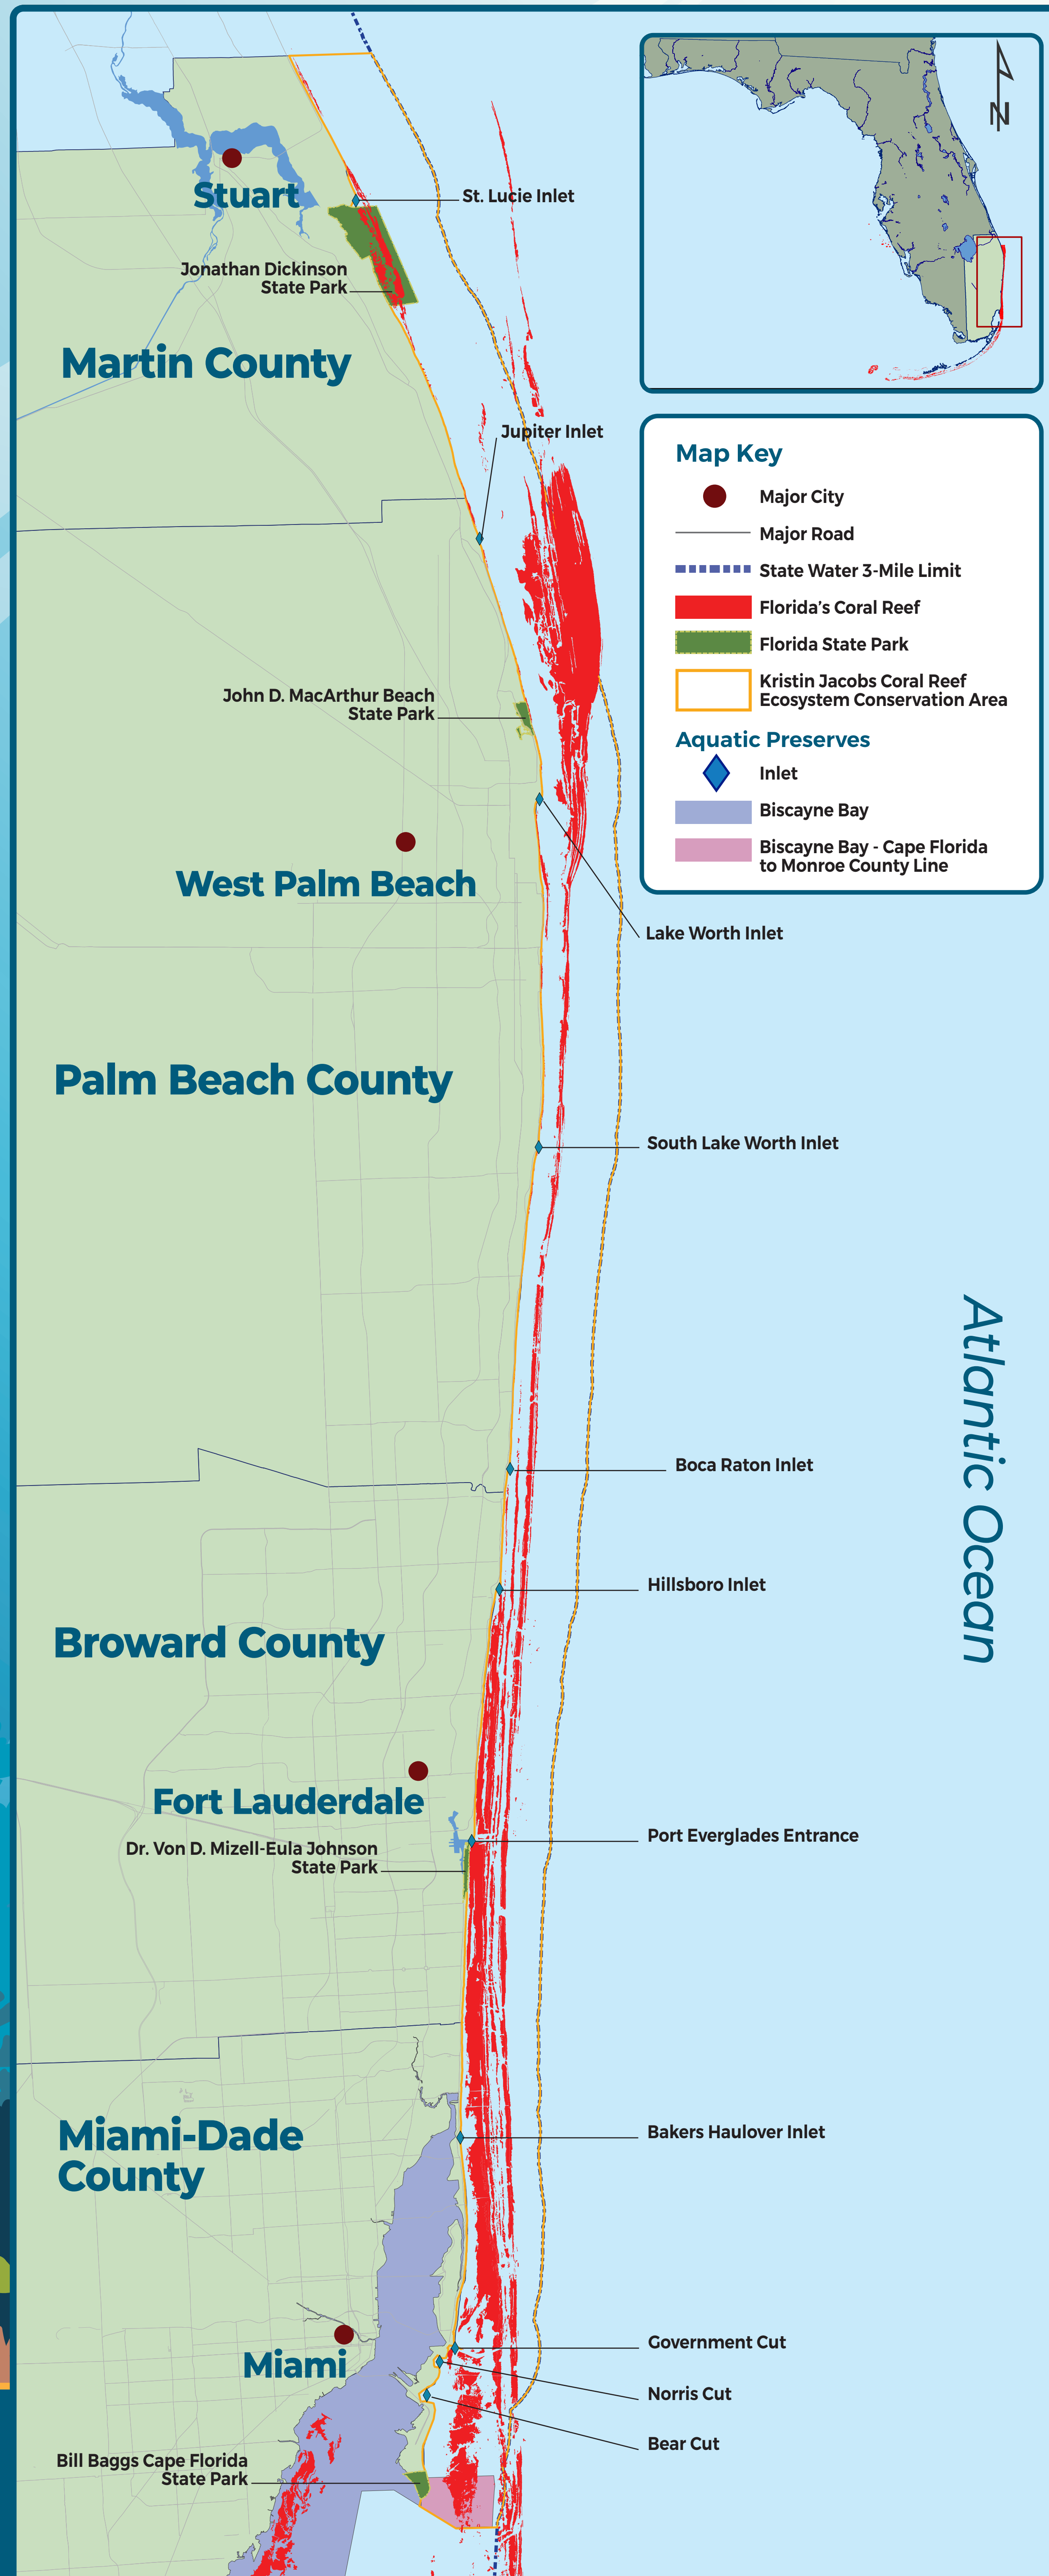 N
Stuart
St. Lucie Inlet
Jonathan Dickinson
State Park
Martin County
Jupiter Inlet
Map Key
Major City
Major Road
State Water 3-Mile Limit
Florida's Coral Reef
Florida State Park
Kristin Jacobs Coral Reef
Ecosystem Conservation Area
Aquatic Preserves
Inlet
Biscayne Bay
Biscayne Bay - Cape Florida
to Monroe County Line
John D. MacArthur Beach
State Park
West Palm Beach
Lake Worth Inlet
Palm Beach County
South Lake Worth Inlet
Atlantic Ocean
Boca Raton Inlet
Hillsboro Inlet
Broward County
Fort Lauderdale
Port Everglades Entrance
Dr. Von D. Mizell-Eula Johnson
State Park
Miami-Dade
County
Bakers Haulover Inlet
Government Cut
Miami
Norris Cut
Bear Cut
Bill Baggs Cape Florida
State Park